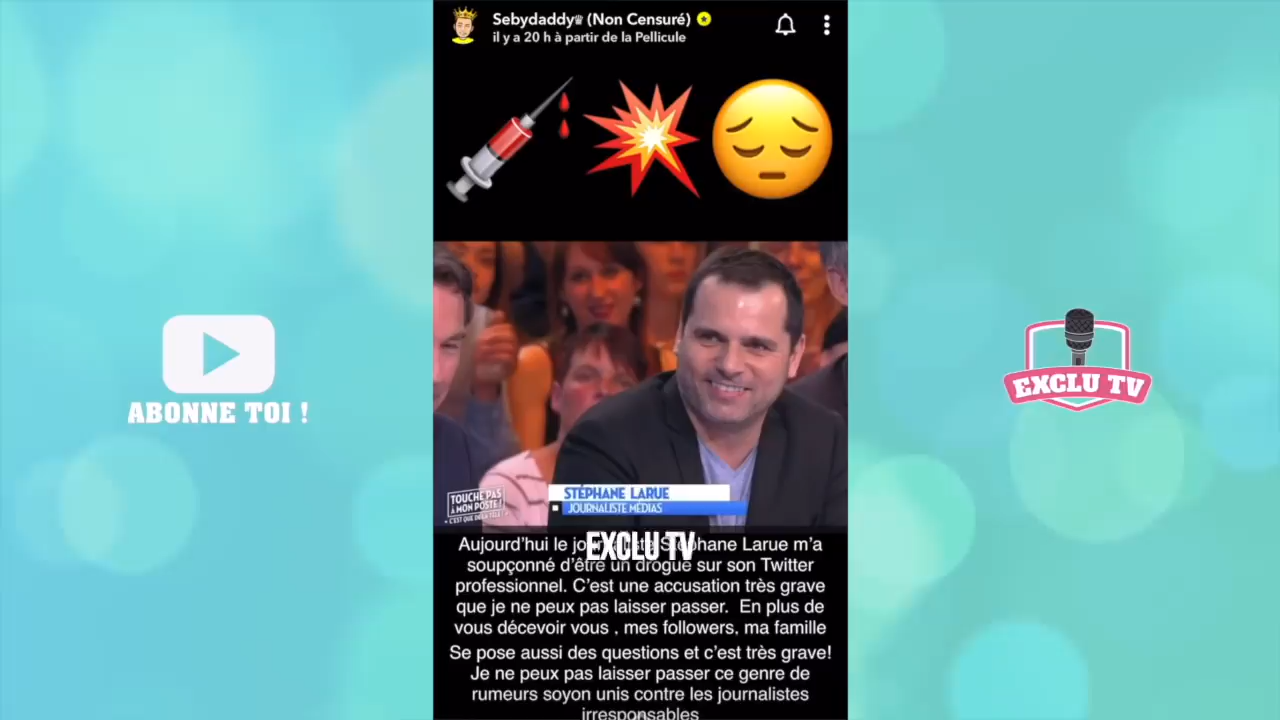 Sebydaddy♛ (Non Censuré)
il y a 20 h à partir de la Pellicule
ABONNE TOI !
EXCLU TV
TOUCHE PAS
À MON POSTE !
STÉPHANE LARUE
JOURNALISTE MÉDIAS
EXCLU TV
Aujourd'hui le journaliste Stéphane Larue m'a
soupçonné d'être un drogué sur son Twitter
professionnel. C'est une accusation très grave
que je ne peux pas laisser passer. En plus de
vous décevoir vous , mes followers, ma famille
Se pose aussi des questions et c'est très grave!
Je ne peux pas laisser passer ce genre de
rumeurs soyon unis contre les journalistes
irresponsables